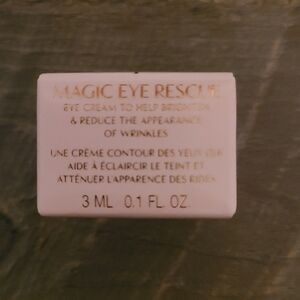 MAGIC EYE RESCUE
EYE CREAM TO HELP BRIGHTEN
& REDUCE THE APPEARANCE
OF WRINKLES
UNE CRÈME CONTOUR DES YEUX QUI
AIDE À ÉCLAIRCIR LE TEINT ET
ATTÉNUER L'APPARENCE DES RIDES
3 ML 0.1 FL. OZ.